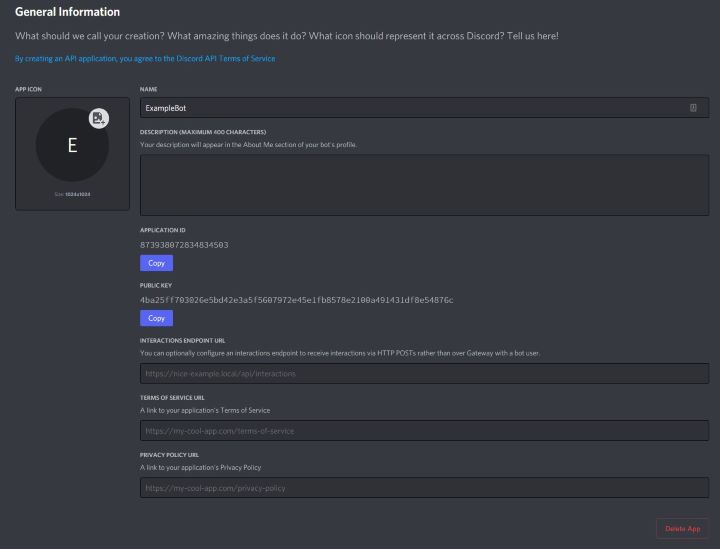 General Information
What should we call your creation? What amazing things does it do? What icon should represent it across Discord? Tell us here!
By creating an API application, you agree to the Discord API Terms of Service
APP ICON
E
Size: 1024x1024
NAME
ExampleBot
DESCRIPTION (MAXIMUM 400 CHARACTERS)
Your description will appear in the About Me section of your bot's profile.
APPLICATION ID
873938072834834503
Copy
PUBLIC KEY
4ba25ff703026e5bd42e3a5f5607972e45e1fb8578e2100a491431df8e54876c
Copy
INTERACTIONS ENDPOINT URL
You can optionally configure an interactions endpoint to receive interactions via HTTP POSTs rather than over Gateway with a bot user.
https://nice-example.local/api/interactions
TERMS OF SERVICE URL
A link to your application's Terms of Service
https://my-cool-app.com/terms-of-service
PRIVACY POLICY URL
A link to your application's Privacy Policy
https://my-cool-app.com/privacy-policy
Delete App